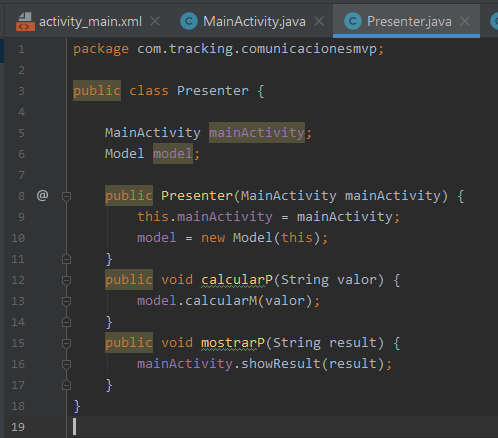 activity_main.xml MainActivity.java Presenter.java
1 package com.tracking.comunicacionesmvp;
2
3 public class Presenter {
4
5 MainActivity mainActivity;
6 Model model;
7
8 @ public Presenter(MainActivity mainActivity) {
9 this.mainActivity = mainActivity;
10 model = new Model(this);
11 }
12 public void calcularP(String valor) {
13 model.calcularM(valor);
14 }
15 public void mostrarP(String result) {
16 mainActivity.showResult(result);
17 }
18 }
19